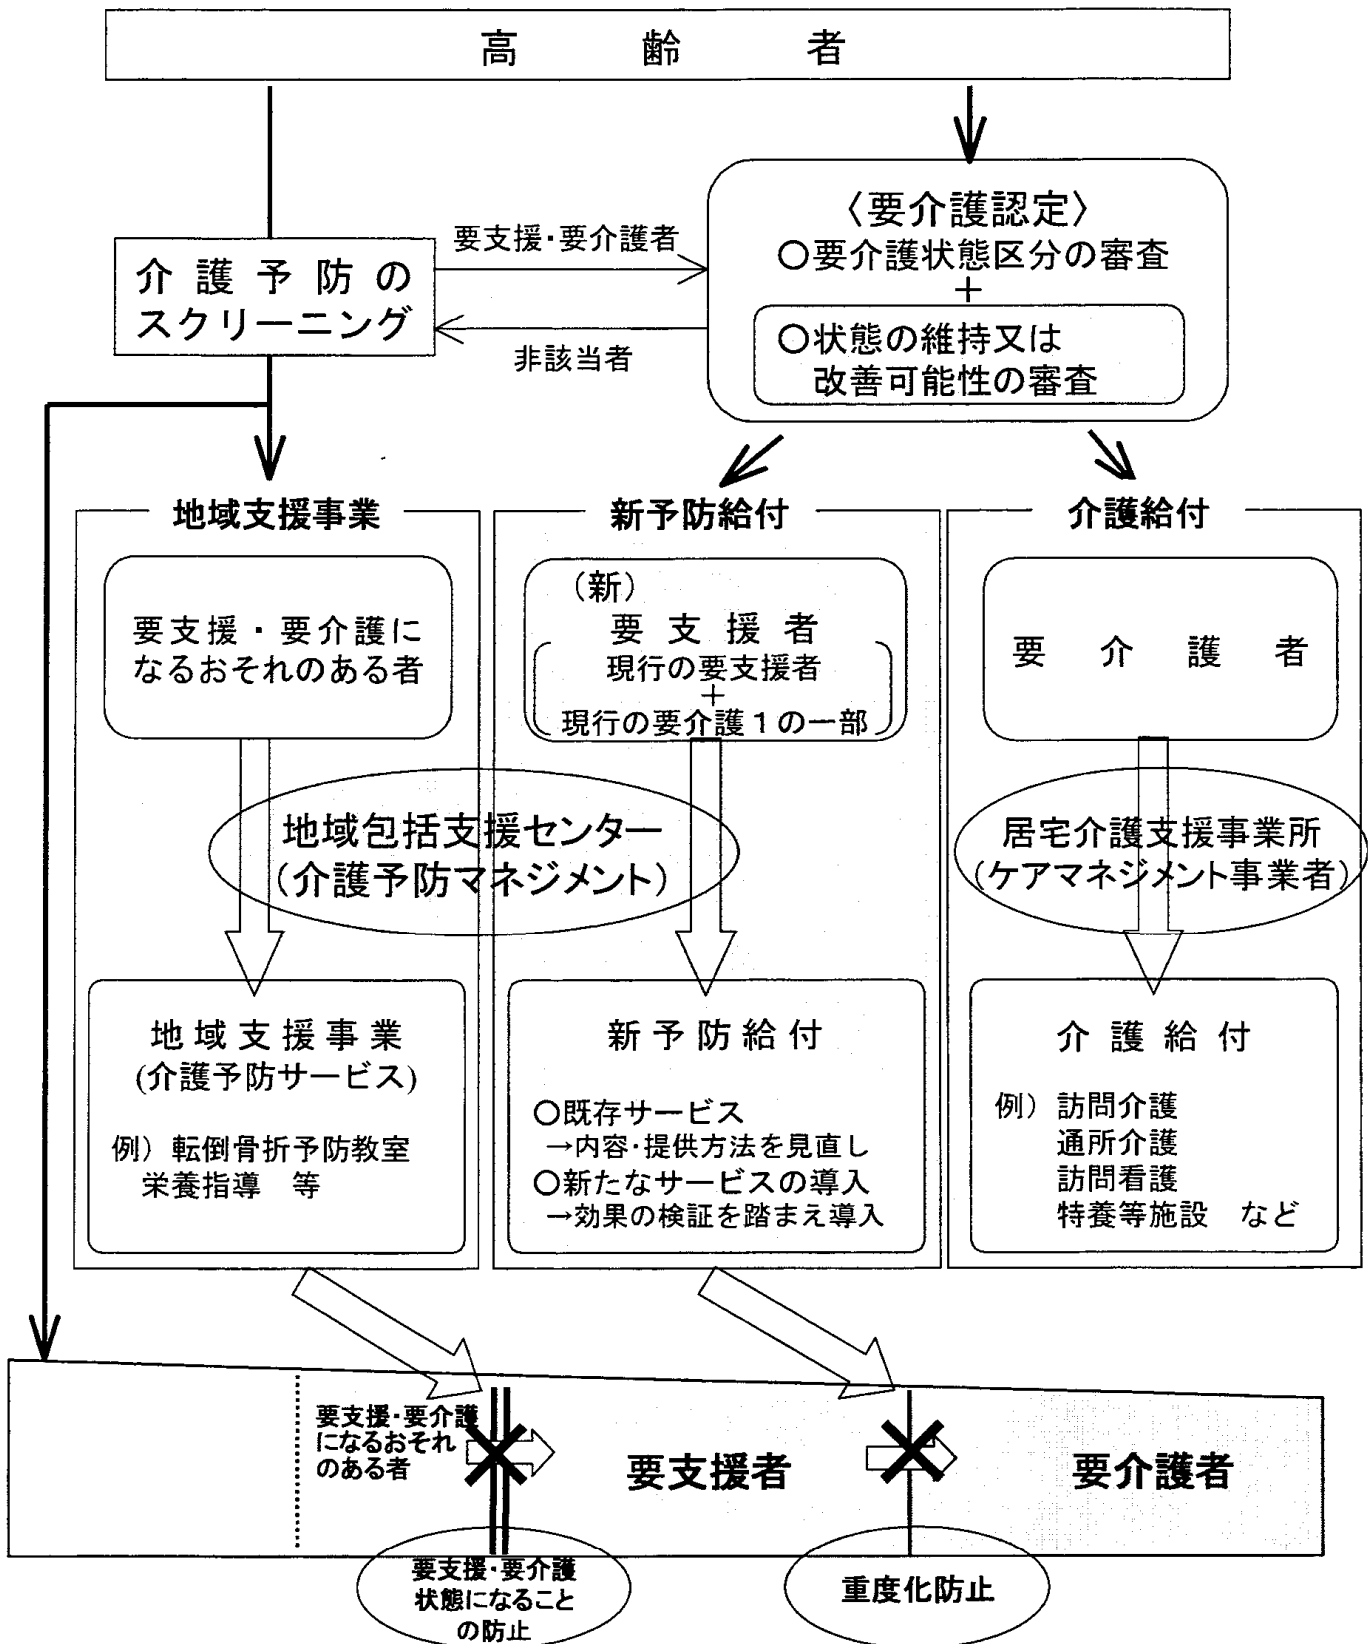 高齢者
〈要介護認定〉
○要介護状態区分の審査
+
○状態の維持又は
改善可能性の審査
要支援・要介護者
非該当者
介護予防の
スクリーニング
地域支援事業
要支援・要介護に
なるおそれのある者
新予防給付
(新)
要支援者
現行の要支援者
+
現行の要介護1の一部
介護給付
要介護者
地域包括支援センター
(介護予防マネジメント)
居宅介護支援事業所
(ケアマネジメント事業者)
地域支援事業
(介護予防サービス)
例)転倒骨折予防教室
栄養指導 等
新予防給付
○既存サービス
→内容・提供方法を見直し
○新たなサービスの導入
→効果の検証を踏まえ導入
介護給付
例)訪問介護
通所介護
訪問看護
特養等施設 など
要支援・要介護
になるおそれ
のある者
要支援者
要介護者
要支援・要介護
状態になること
の防止
重度化防止